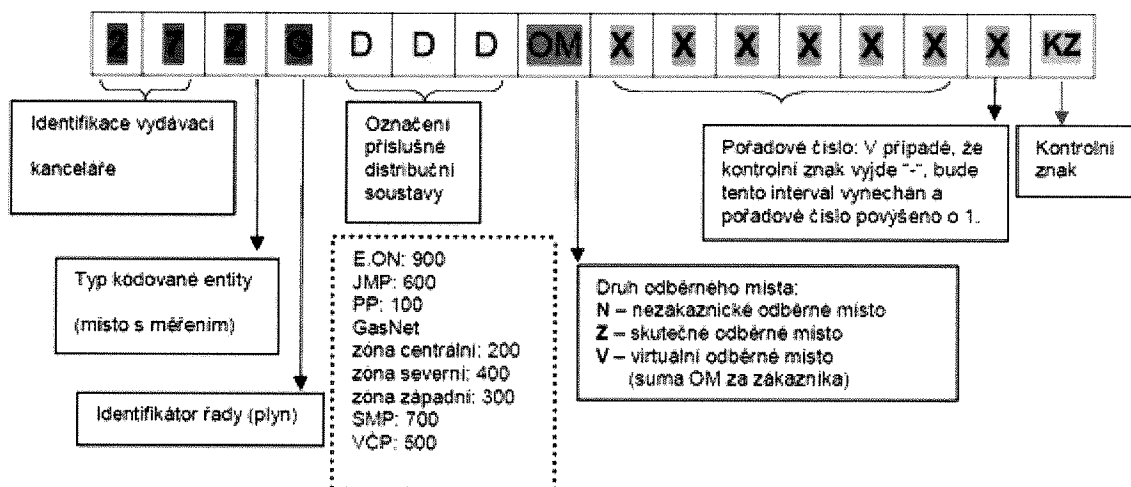 2 7 Z G D D D OM X X X X X X X KZ
Identifikace vydávací
kanceláře
Označení
příslušné
distribuční
soustavy
Pořadové číslo: V případě, že
kontrolní znak vyjde "-", bude
tento interval vynechán a
pořadové číslo povýšeno o 1.
Kontrolní
znak
Typ kódované entity
(místo s měřením)
E.ON: 900
JMP: 600
PP: 100
GasNet
zóna centrální: 200
zóna severní: 400
zóna západní: 300
SMP: 700
VČP: 500
Druh odběrného místa:
N – nezákaznické odběrné místo
Z – skutečné odběrné místo
V – virtuální odběrné místo
(suma OM za zákazníka)
Identifikátor řady (plyn)